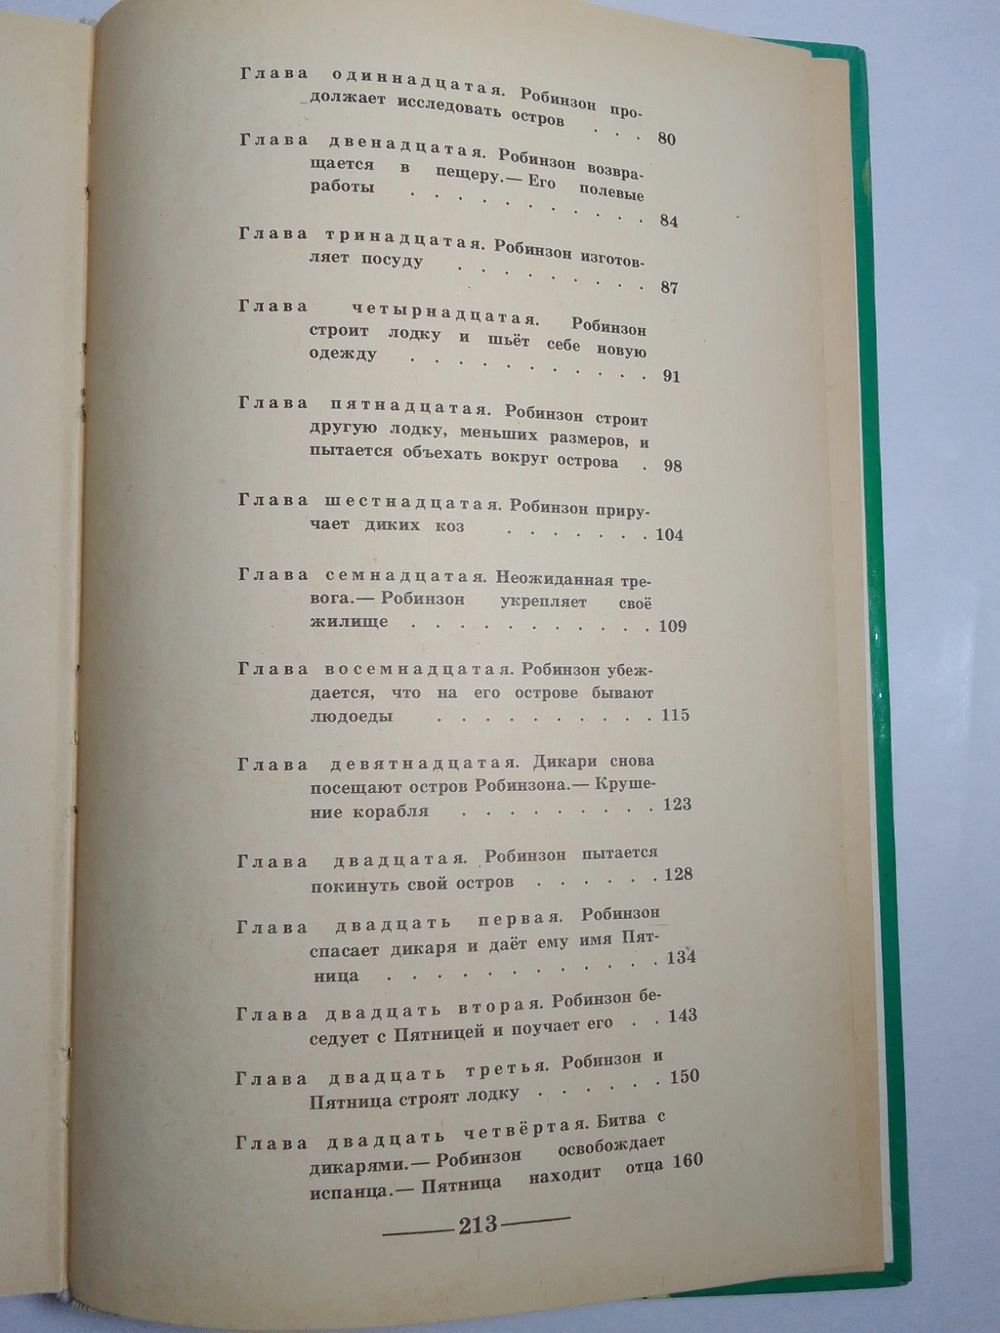 Глава одиннадцатая. Робинзон про-
должает исследовать остров . . . 80
Глава двенадцатая. Робинзон возвра-
щается в пещеру.— Его полевые
работы . . . . . . . . . . . 84
Глава тринадцатая. Робинзон изготов-
ляет посуду . . . . . . . . 87
Глава четырнадцатая. Робинзон
строит лодку и шьёт себе новую
одежду . . . . . . . . . . . 91
Глава пятнадцатая. Робинзон строит
другую лодку, меньших размеров, и
пытается объехать вокруг острова . 98
Глава шестнадцатая. Робинзон приру-
чает диких коз . . . . . . . 104
Глава семнадцатая. Неожиданная тре-
вога.— Робинзон укрепляет своё
жилище . . . . . . . . . . . 109
Глава восемнадцатая. Робинзон убеж-
дается, что на его острове бывают
людоеды . . . . . . . . . . 115
Глава девятнадцатая. Дикари снова
посещают остров Робинзона.— Круше-
ние корабля . . . . . . . . . 123
Глава двадцатая. Робинзон пытается
покинуть свой остров . . . . . . 128
Глава двадцать первая. Робинзон
спасает дикаря и даёт ему имя Пят-
ница . . . . . . . . . . . . 134
Глава двадцать вторая. Робинзон бе-
седует с Пятницей и поучает его . . 143
Глава двадцать третья. Робинзон и
Пятница строят лодку . . . . . . 150
Глава двадцать четвёртая. Битва с
дикарями.— Робинзон освобождает
испанца.— Пятница находит отца 160
213